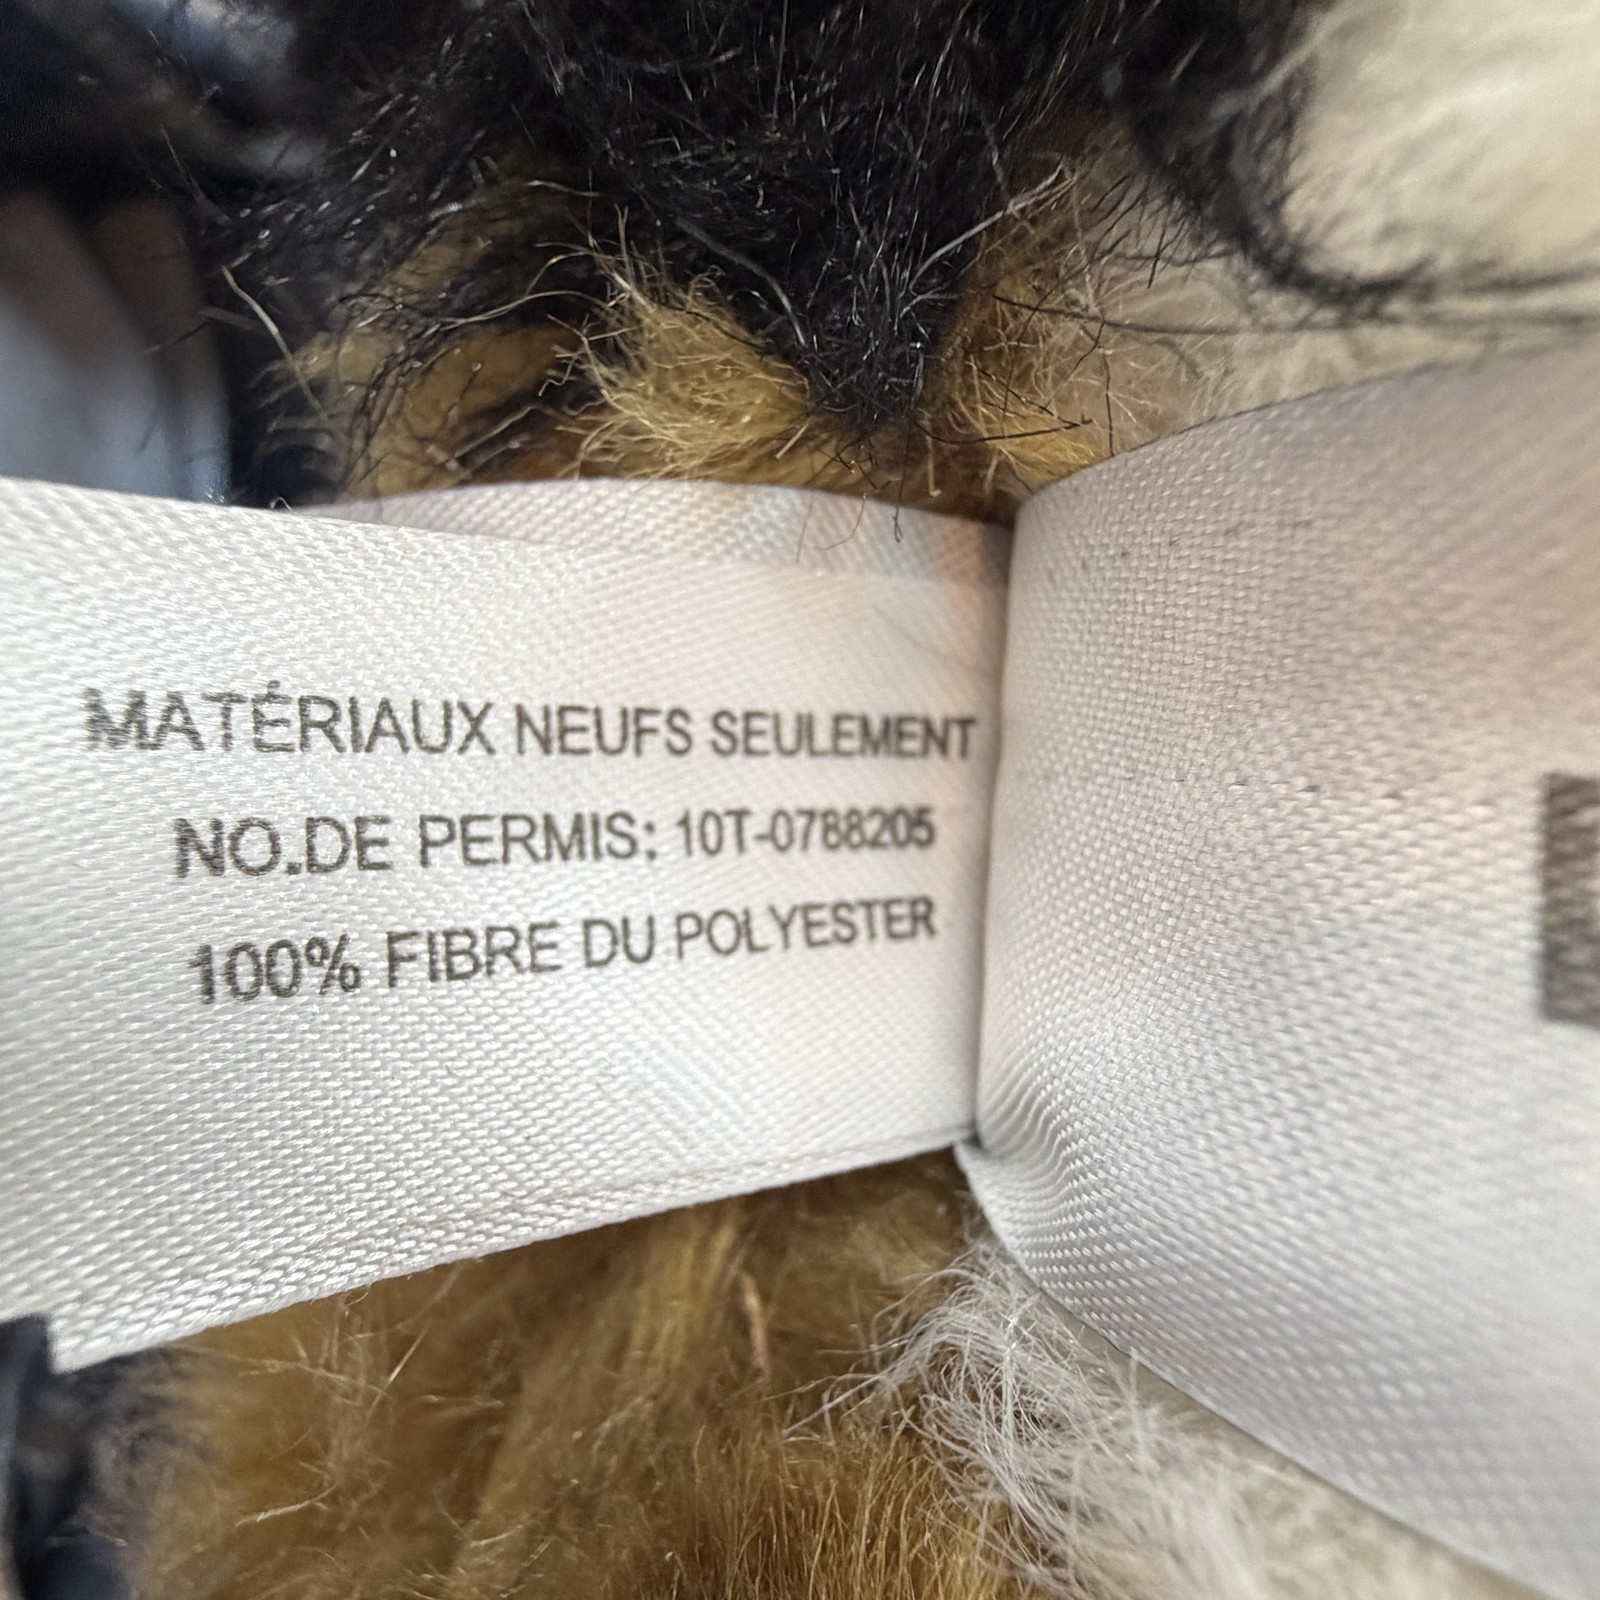 MATÉRIAUX NEUFS SEULEMENT
NO.DE PERMIS: 10T-0788205
100% FIBRE DU POLYESTER